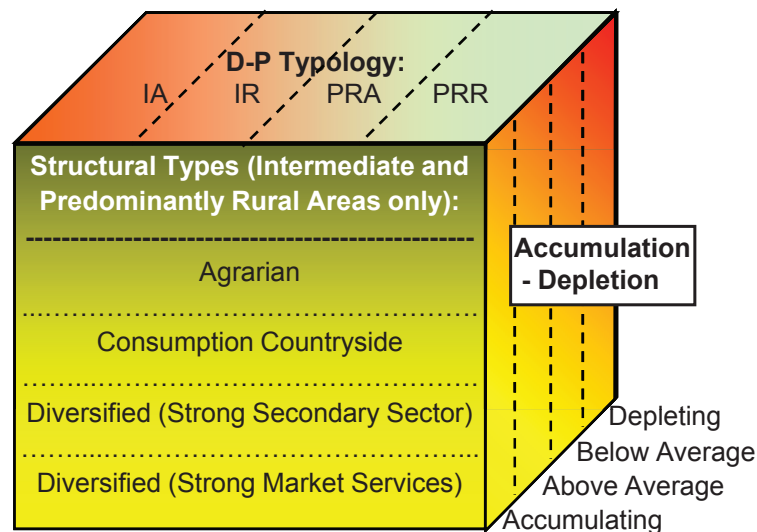 D-P Typology:
IA IR PRA PRR
Structural Types (Intermediate and
Predominantly Rural Areas only):
Agrarian
Consumption Countryside
Diversified (Strong Secondary Sector)
Diversified (Strong Market Services)
Accumulation
- Depletion
Depleting
Below Average
Above Average
Accumulating